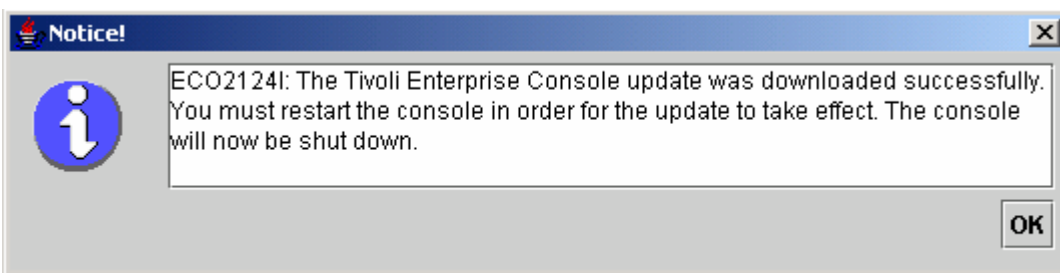 Notice!
ECO2124I: The Tivoli Enterprise Console update was downloaded successfully.
You must restart the console in order for the update to take effect. The console
will now be shut down.
OK